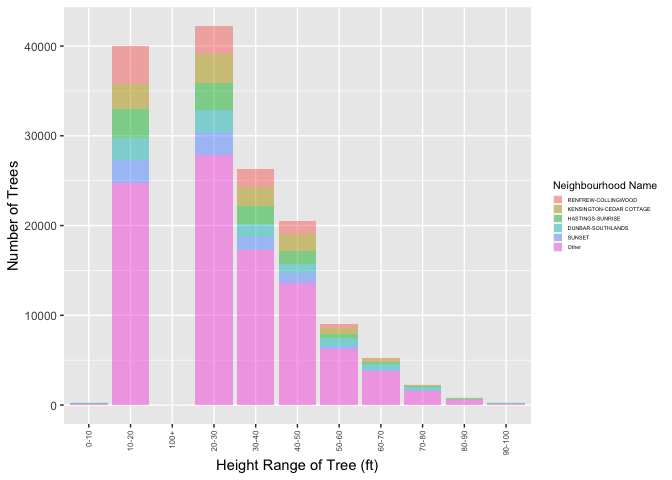 40000
30000
20000
10000
0
Number of Trees
0-10
10-20
100+
20-30
30-40
40-50
50-60
60-70
70-80
80-90
90-100
Height Range of Tree (ft)
Neighbourhood Name
RENFREW-COLLINGWOOD
KENSINGTON-CEDAR COTTAGE
HASTINGS-SUNRISE
DUNBAR-SOUTHLANDS
SUNSET
Other